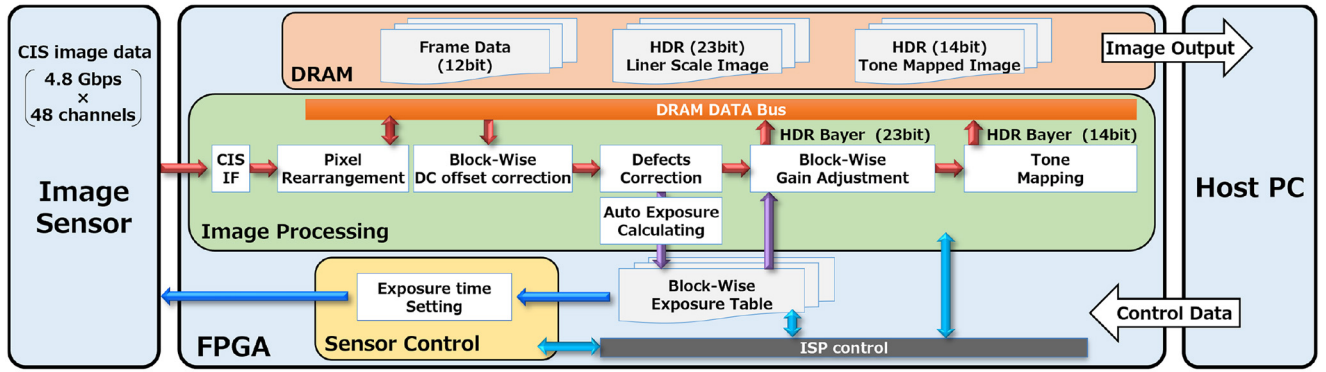 CIS image data
4.8 Gbps
×
48 channels
Image
Sensor
DRAM
Frame Data
(12bit)
HDR (23bit)
Liner Scale Image
HDR (14bit)
Tone Mapped Image
Image Output
DRAM DATA Bus
HDR Bayer (23bit)
HDR Bayer (14bit)
CIS
IF
Pixel
Rearrangement
Block-Wise
DC offset correction
Defects
Correction
Block-Wise
Gain Adjustment
Tone
Mapping
Auto Exposure
Calculating
Image Processing
Host PC
Exposure time
Setting
Block-Wise
Exposure Table
Control Data
FPGA
Sensor Control
ISP control